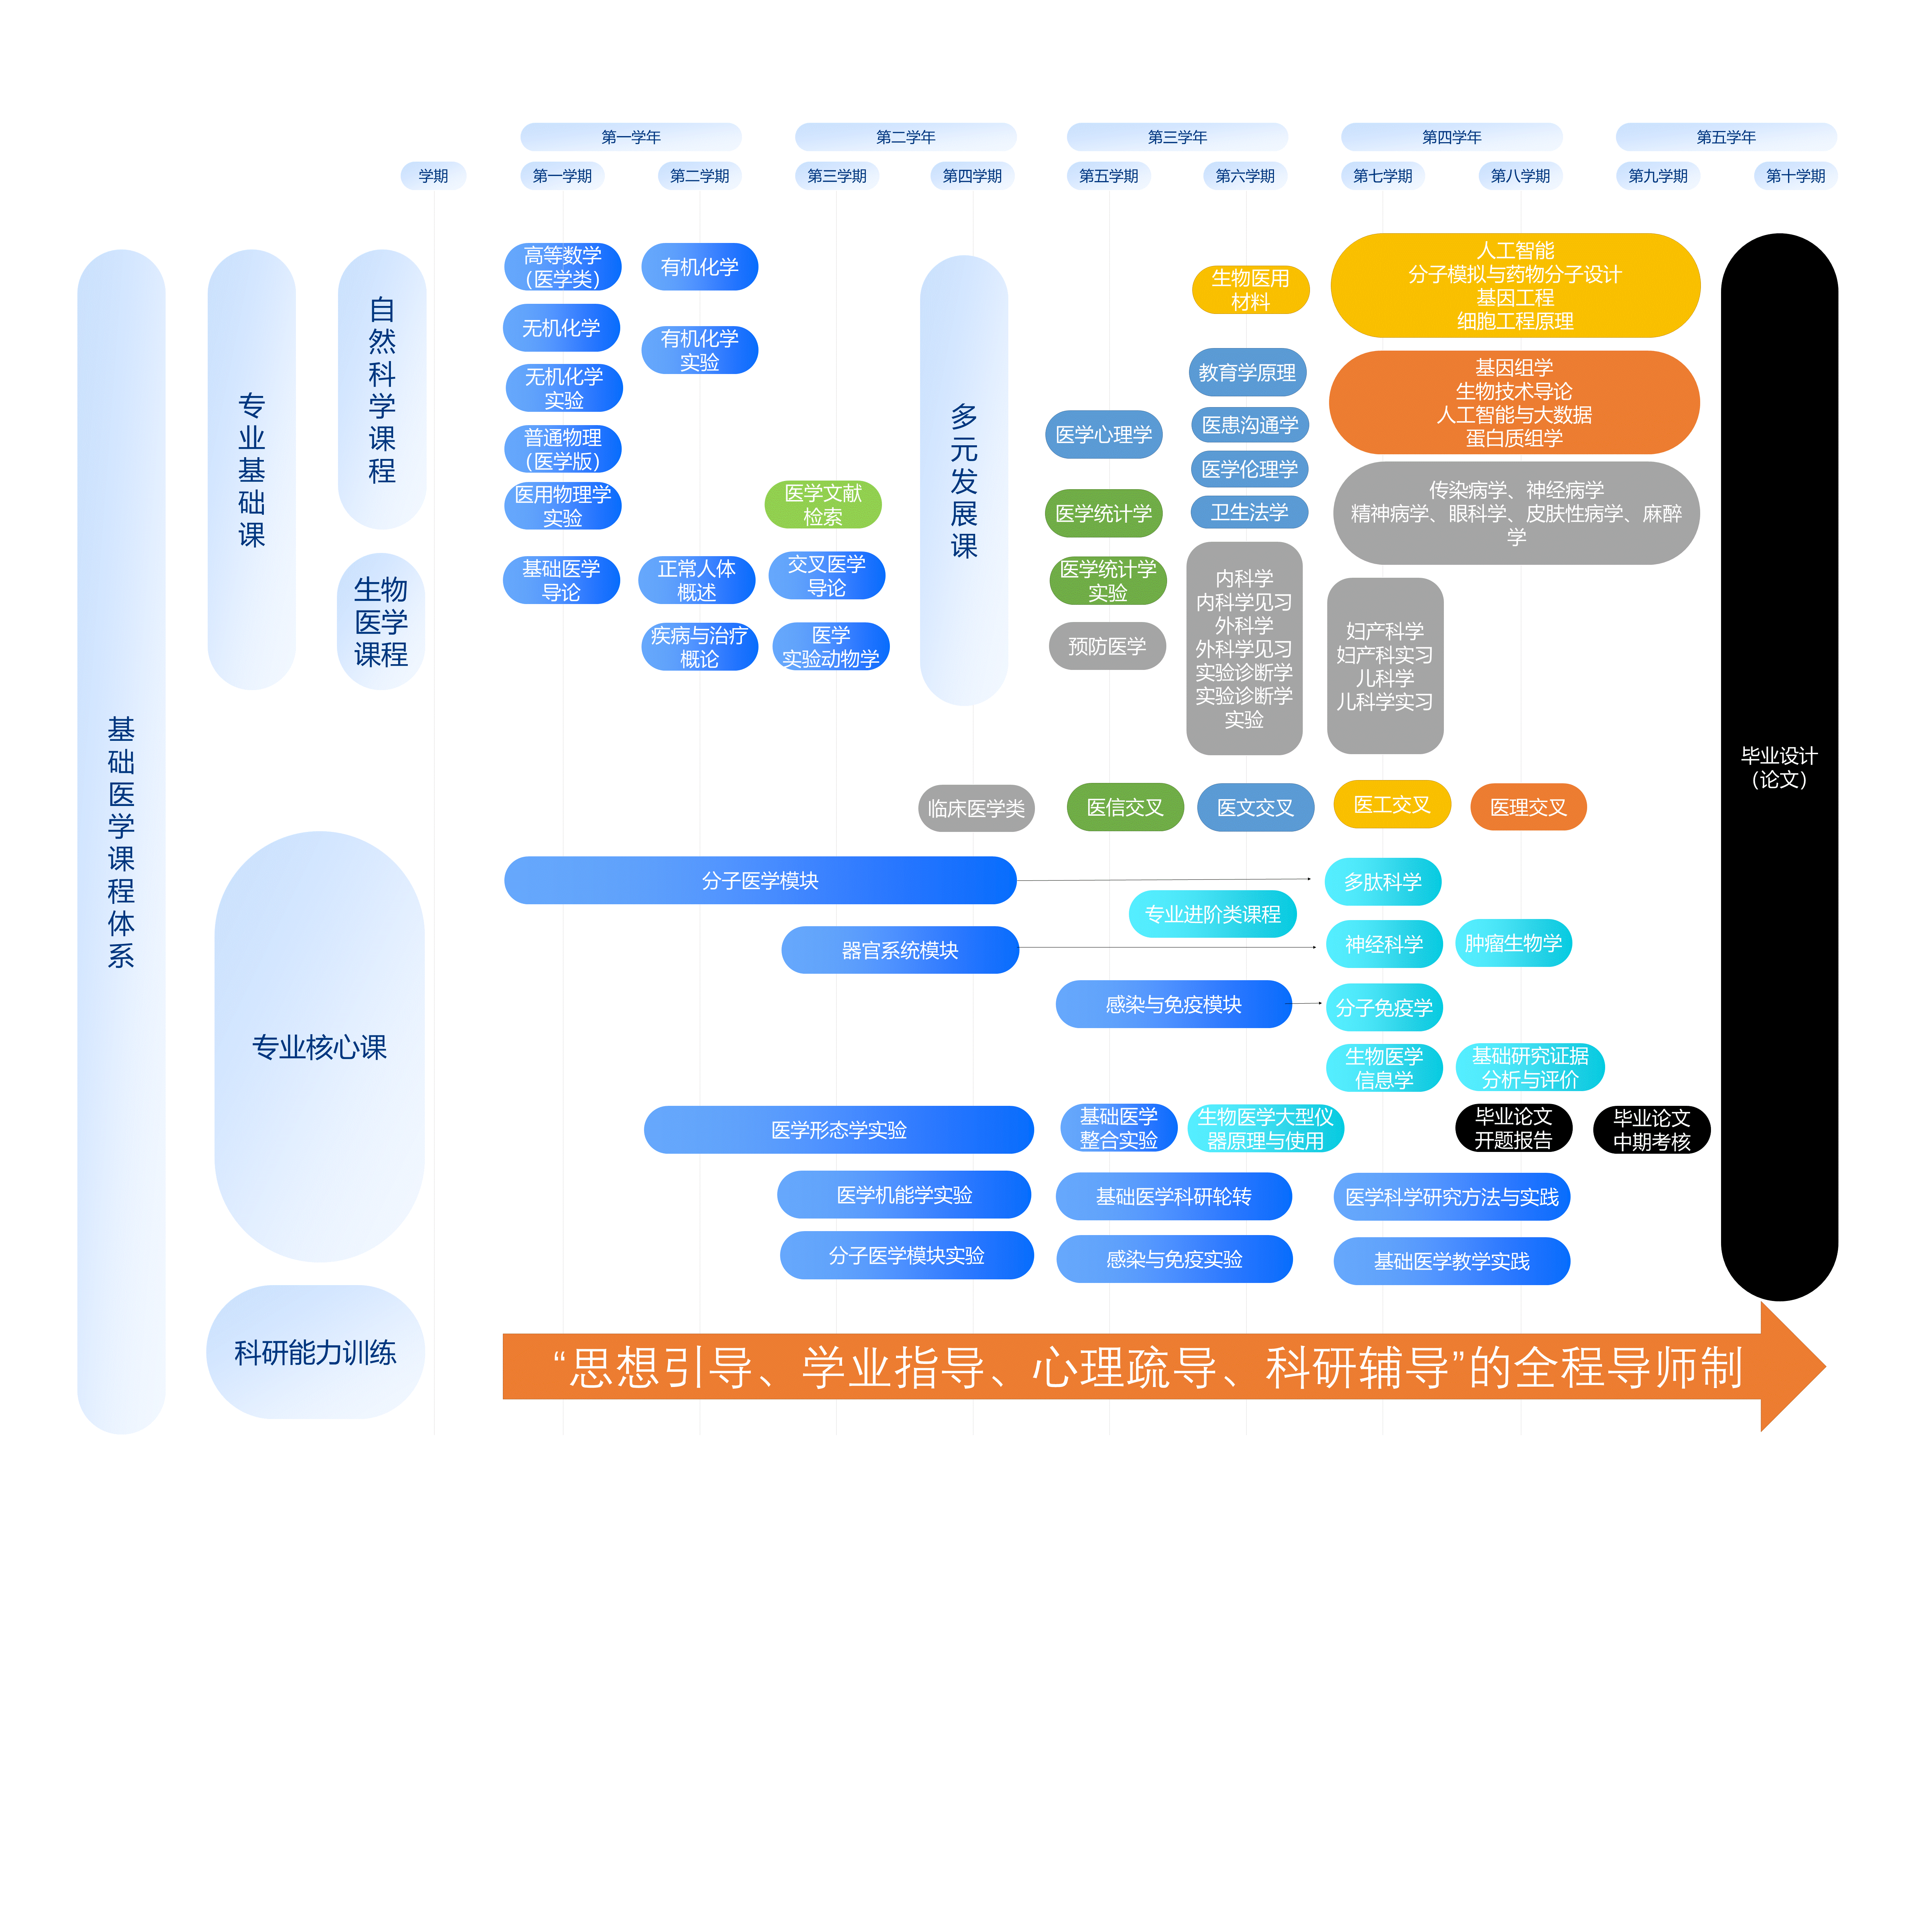 第一学年
第二学年
第三学年
第四学年
第五学年
学期
第一学期
第二学期
第三学期
第四学期
第五学期
第六学期
第七学期
第八学期
第九学期
第十学期
基础医学课程体系
专业基础课
自然科学课程
生物
医学
课程
高等数学
（医学类）
无机化学
无机化学
实验
普通物理
（医学版）
医用物理学
实验
基础医学
导论
有机化学
有机化学
实验
正常人体
概述
疾病与治疗
概论
医学文献
检索
交叉医学
导论
医学
实验动物学
多元发展课
医学心理学
医学统计学
医学统计学
实验
预防医学
生物医用
材料
教育学原理
医患沟通学
医学伦理学
卫生法学
内科学
内科学见习
外科学
外科学见习
实验诊断学
实验诊断学
实验
人工智能
分子模拟与药物分子设计
基因工程
细胞工程原理
基因组学
生物技术导论
人工智能与大数据
蛋白质组学
传染病学、神经病学
精神病学、眼科学、皮肤性病学、麻醉
学
妇产科学
妇产科实习
儿科学
儿科学实习
毕业设计
（论文）
临床医学类
医信交叉
医文交叉
医工交叉
医理交叉
专业核心课
分子医学模块
多肽科学
专业进阶类课程
器官系统模块
神经科学
肿瘤生物学
感染与免疫模块
分子免疫学
生物医学
信息学
基础研究证据
分析与评价
医学形态学实验
基础医学
整合实验
生物医学大型仪
器原理与使用
毕业论文
开题报告
毕业论文
中期考核
医学机能学实验
基础医学科研轮转
医学科学研究方法与实践
分子医学模块实验
感染与免疫实验
基础医学教学实践
科研能力训练
“思想引导、学业指导、心理疏导、科研辅导”的全程导师制